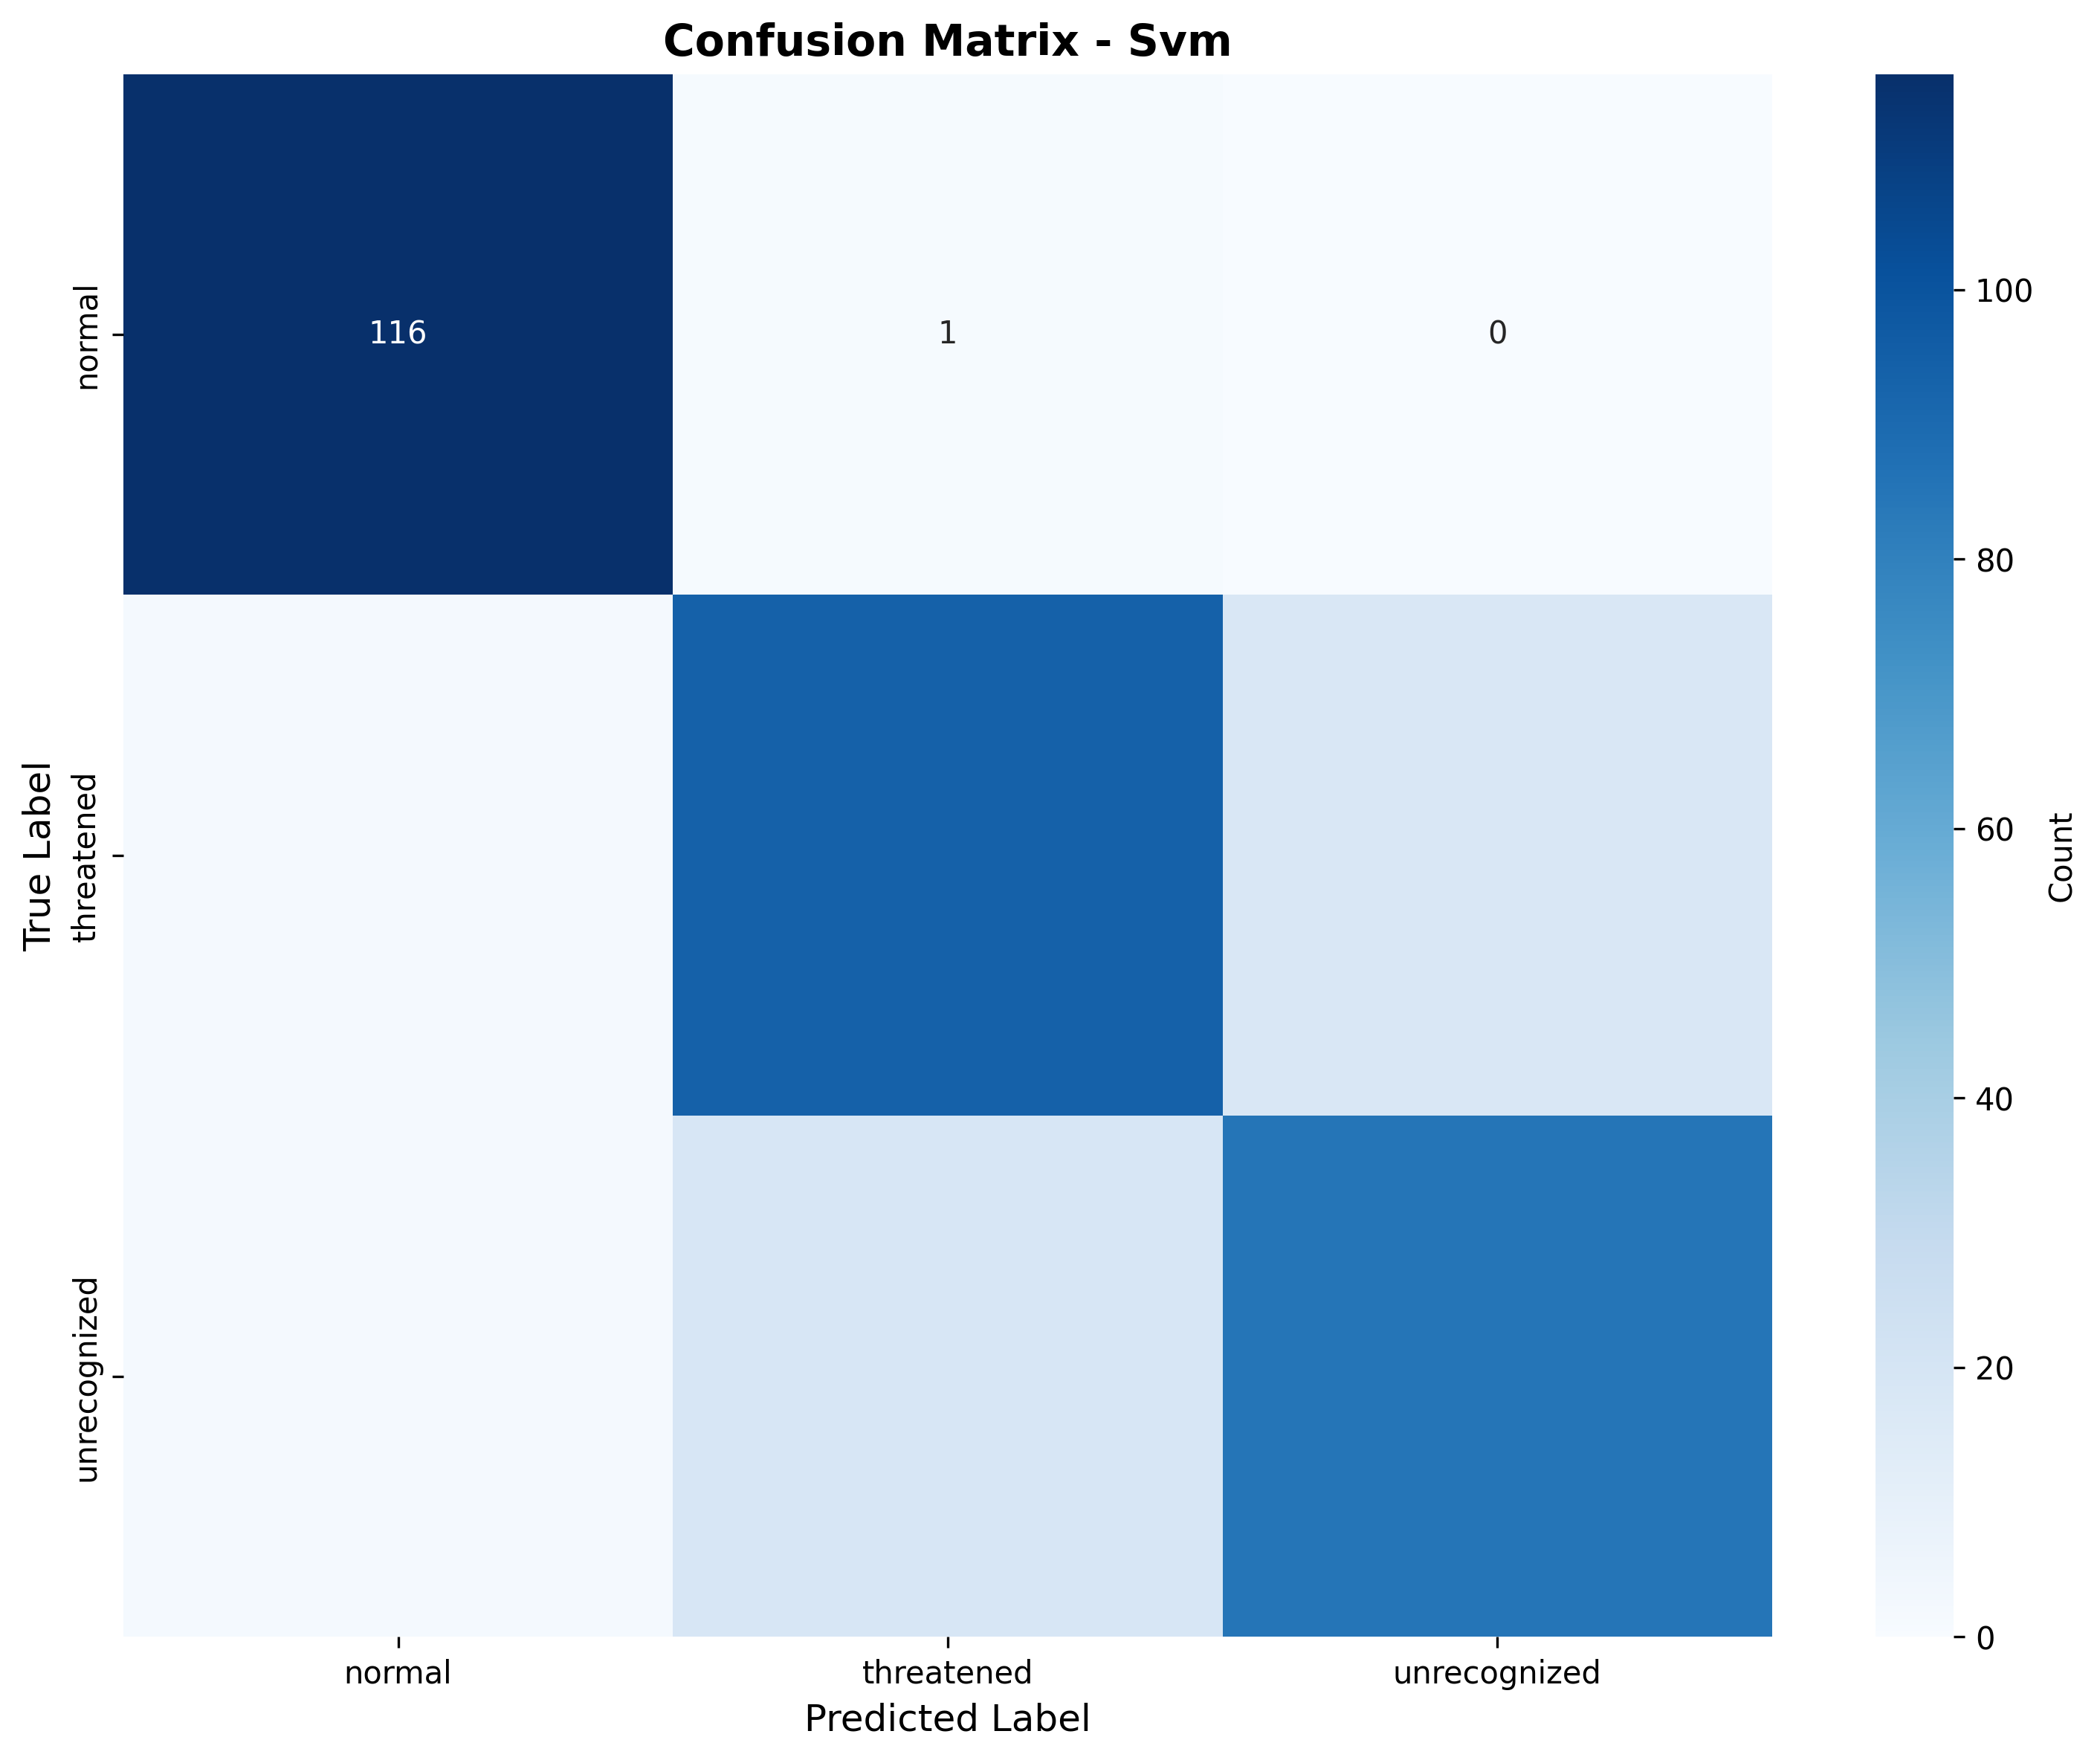 Confusion Matrix - Svm
True Label
normal
116 1 0
threatened
unrecognized
normal threatened unrecognized
Predicted Label
100
80
60
40
20
0
Count